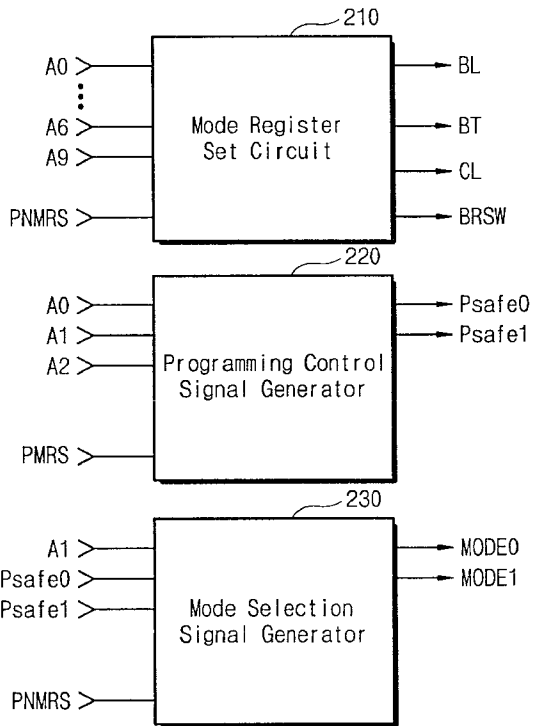 210
A0
A6
A9
PNMRS
Mode Register
Set Circuit
BL
BT
CL
BRSW
220
A0
A1
A2
PMRS
Programming Control
Signal Generator
Psafe0
Psafe1
230
A1
Psafe0
Psafe1
PNMRS
Mode Selection
Signal Generator
MODE0
MODE1